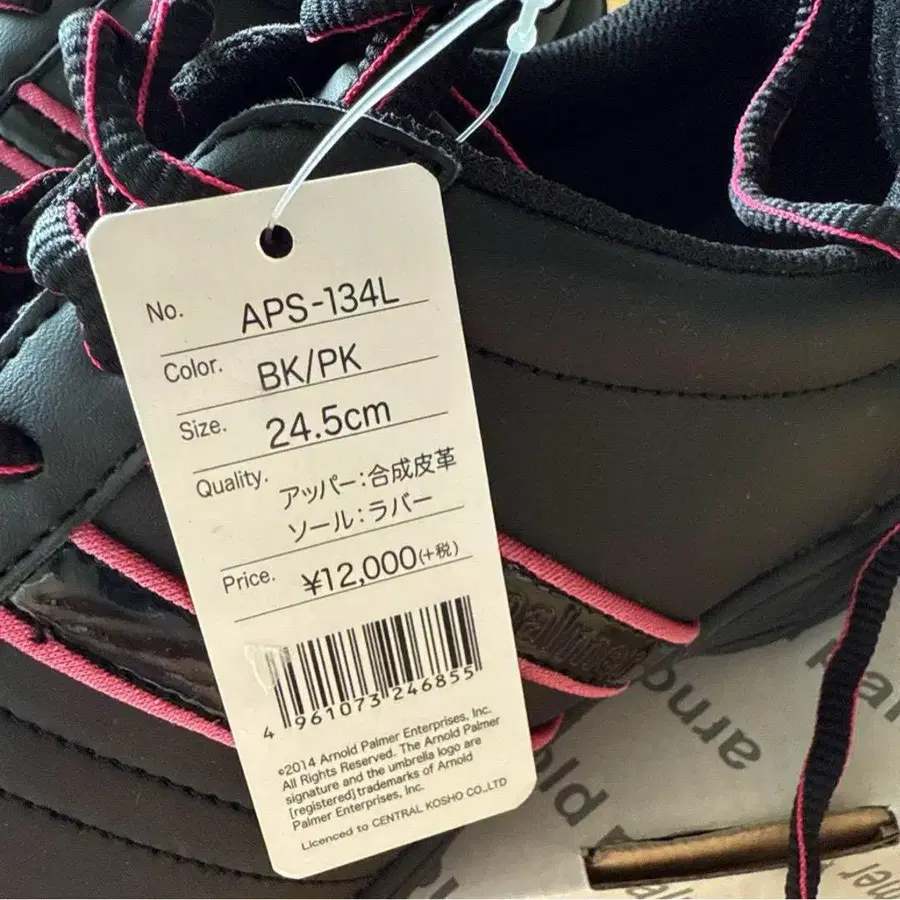 No. APS-134L
Color. BK/PK
Size. 24.5cm
Quality. アッパー:合成皮革
ソール:ラバー
Price. ¥12,000(+税)
4 961073 246855
©2014 Arnold Palmer Enterprises, Inc.
All Rights Reserved. The Arnold Palmer
signature and the umbrella logo are
[registered] trademarks of Arnold
Palmer Enterprises, Inc.
Licenced to CENTRAL KOSHO CO.,LTD
palmer
arnold